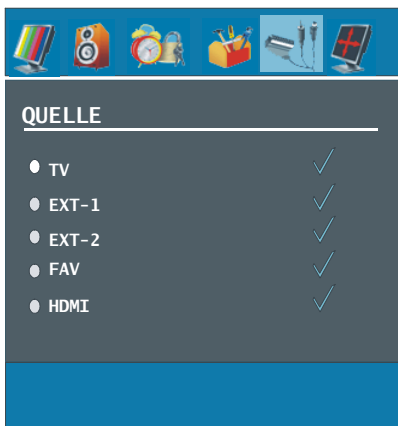 QUELLE
TV
EXT-1
EXT-2
FAV
HDMI